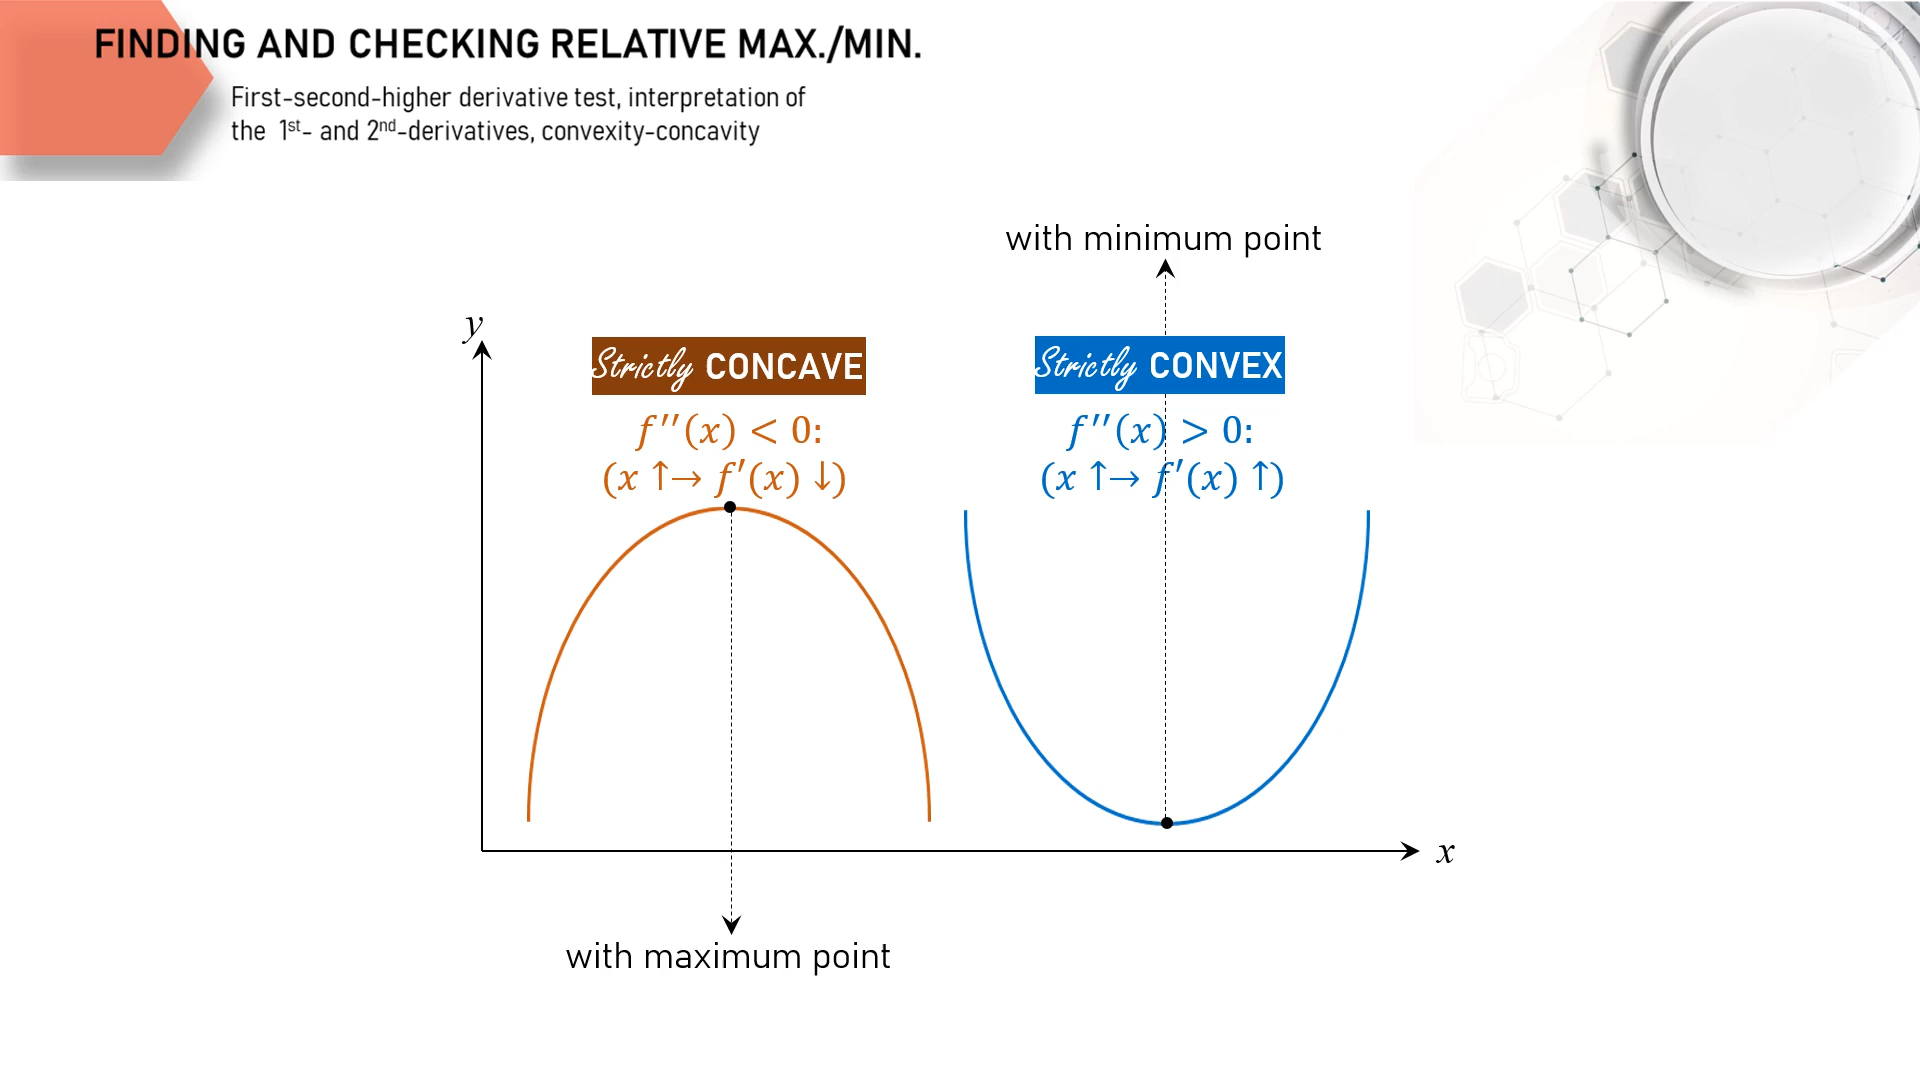 FINDING AND CHECKING RELATIVE MAX./MIN.
First-second-higher derivative test, interpretation of
the 1st- and 2nd-derivatives, convexity-concavity
with minimum point
y
Strictly CONCAVE
f′′(x) < 0:
(x ↑→ f′(x) ↓)
Strictly CONVEX
f′′(x) > 0:
(x ↑→ f′(x) ↑)
x
with maximum point